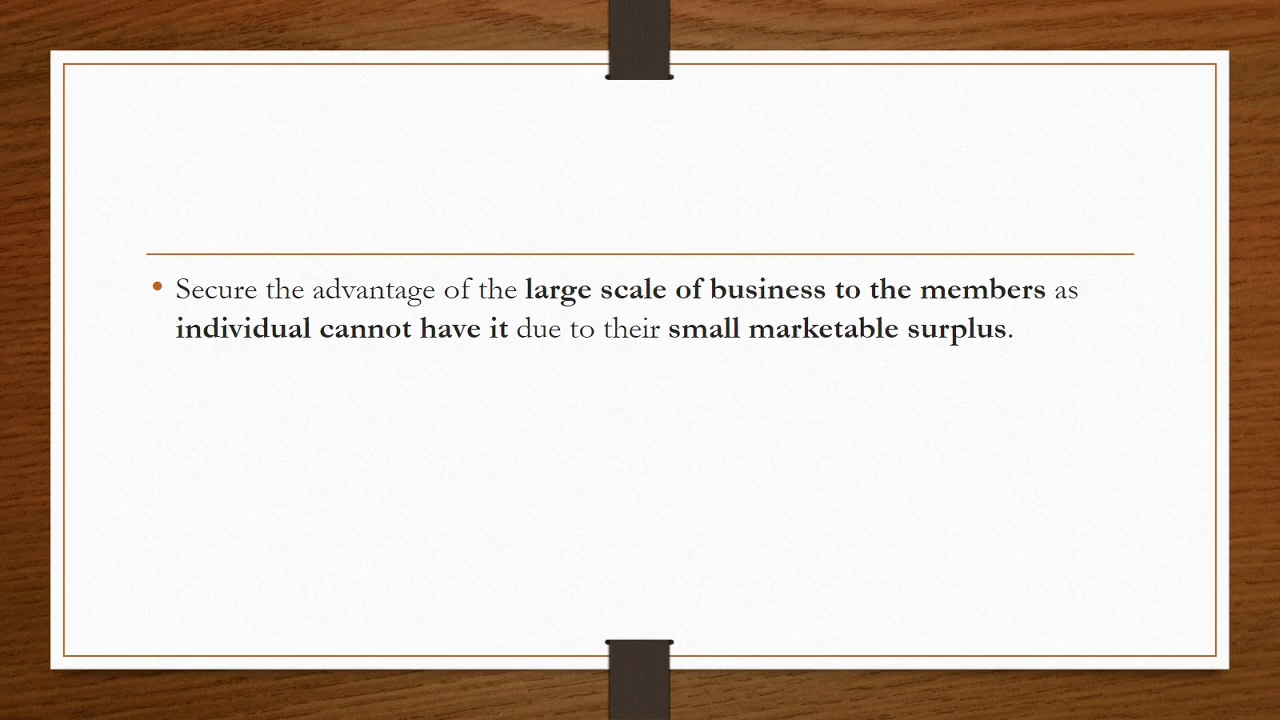 • Secure the advantage of the large scale of business to the members as
individual cannot have it due to their small marketable surplus.